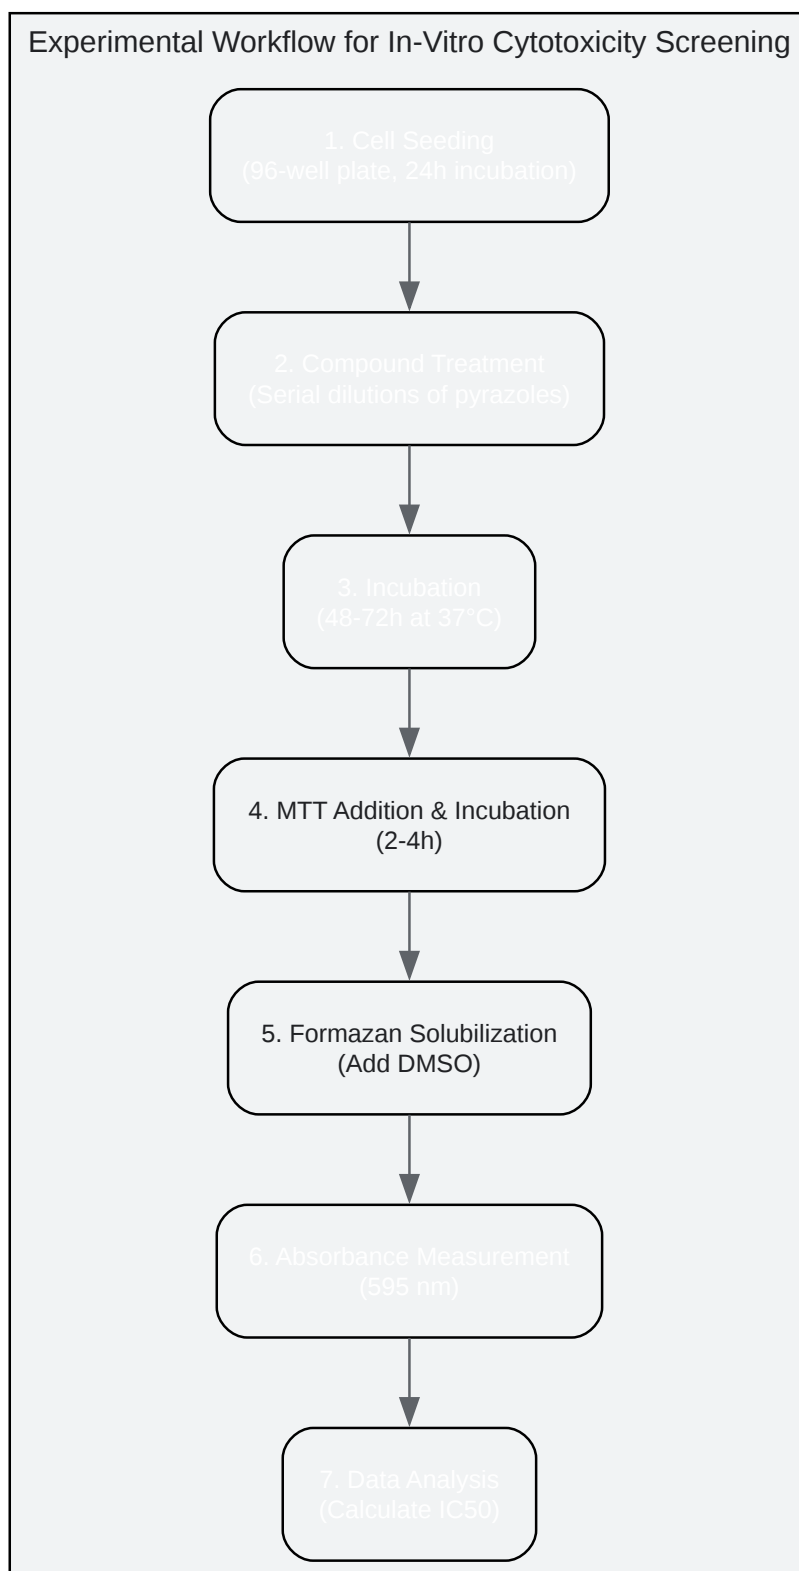 Experimental Workflow for In-Vitro Cytotoxicity Screening
1. Cell Seeding
(96-well plate, 24h incubation)
2. Compound Treatment
(Serial dilutions of pyrazoles)
3. Incubation
(48-72h at 37°C)
4. MTT Addition & Incubation
(2-4h)
5. Formazan Solubilization
(Add DMSO)
6. Absorbance Measurement
(595 nm)
7. Data Analysis
(Calculate IC50)